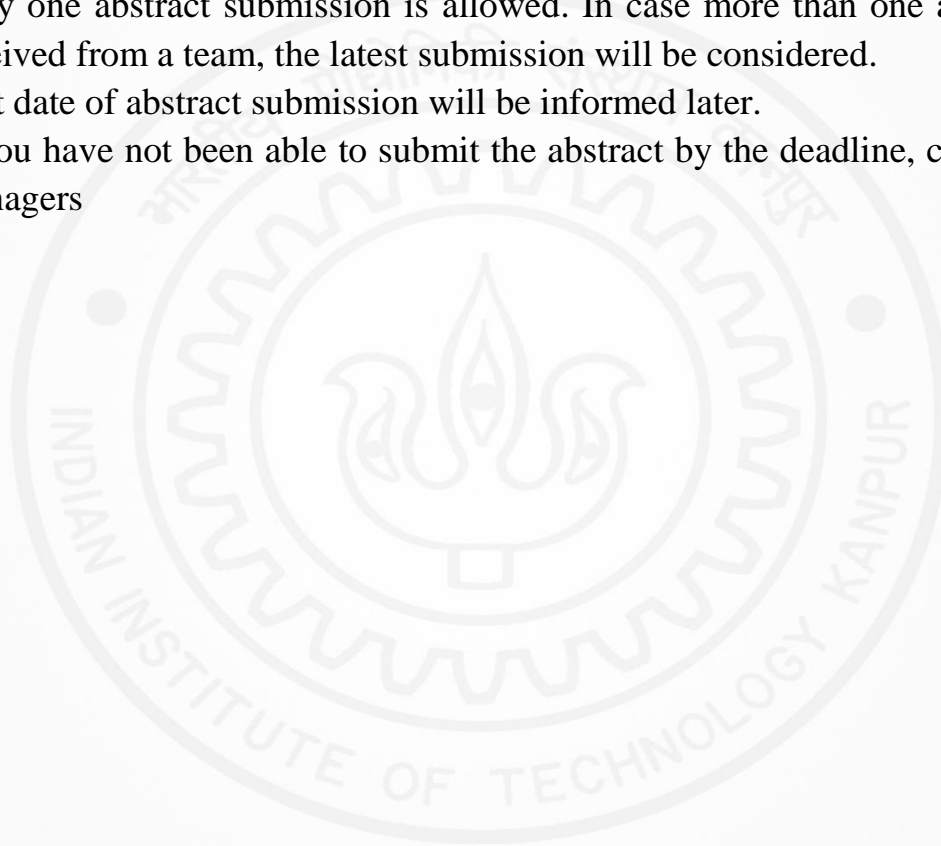 y one abstract submission is allowed. In case more than one a
eived from a team, the latest submission will be considered.
t date of abstract submission will be informed later.
ou have not been able to submit the abstract by the deadline, c
nagers
भारतीय प्रौद्योगिकी संस्थान कानपुर
INDIAN INSTITUTE OF TECHNOLOGY KANPUR